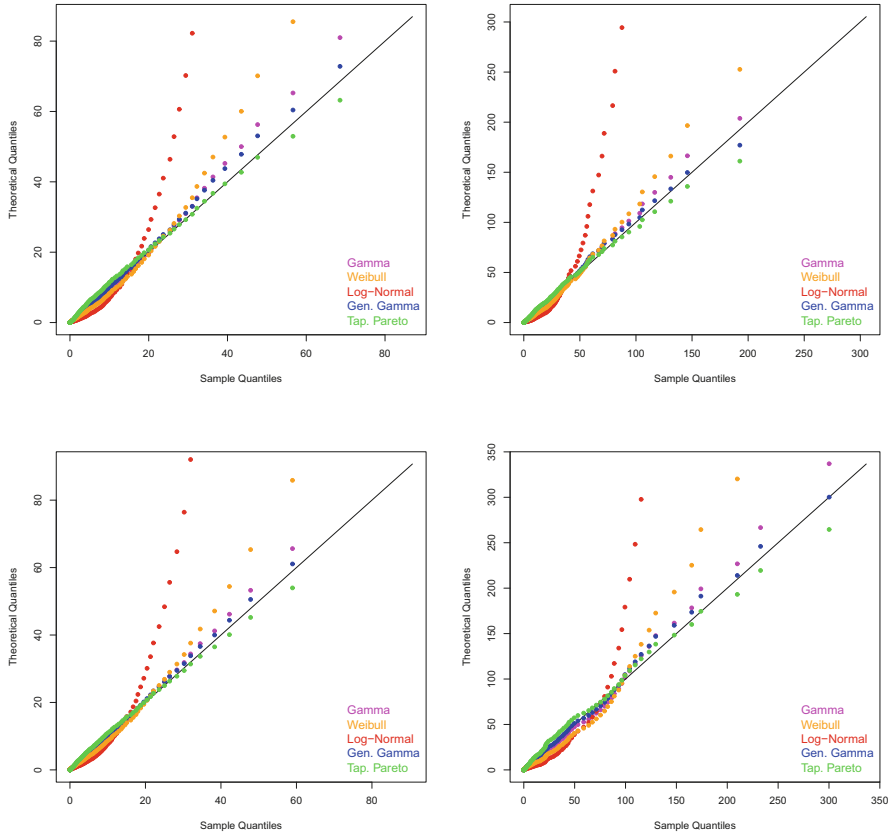 Theoretical Quantiles
80
60
40
20
0
Gamma
Weibull
Log−Normal
Gen. Gamma
Tap. Pareto
0 20 40 60 80
Sample Quantiles
Theoretical Quantiles
300
250
200
150
100
50
0
Gamma
Weibull
Log−Normal
Gen. Gamma
Tap. Pareto
0 50 100 150 200 250 300
Sample Quantiles
Theoretical Quantiles
80
60
40
20
0
Gamma
Weibull
Log−Normal
Gen. Gamma
Tap. Pareto
0 20 40 60 80
Sample Quantiles
Theoretical Quantiles
350
300
250
200
150
100
50
0
Gamma
Weibull
Log−Normal
Gen. Gamma
Tap. Pareto
0 50 100 150 200 250 300 350
Sample Quantiles